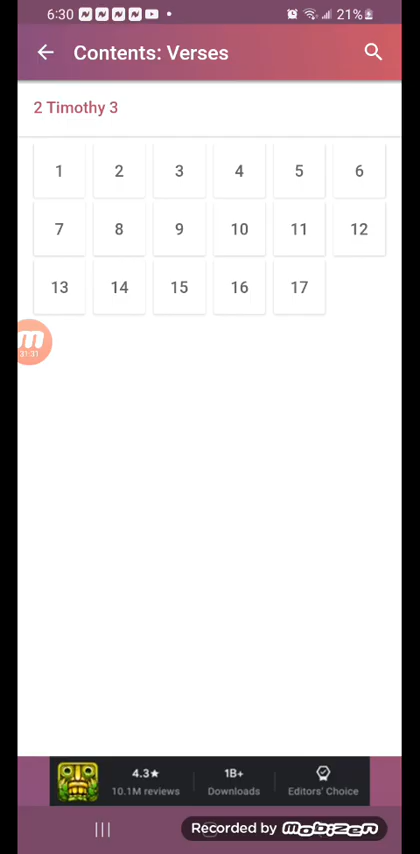 6:30 21%
Contents: Verses
2 Timothy 3
1 2 3 4 5 6
7 8 9 10 11 12
13 14 15 16 17
31:31
4.3★ 1B+
10.1M reviews Downloads Editors' Choice
Recorded by mobizen